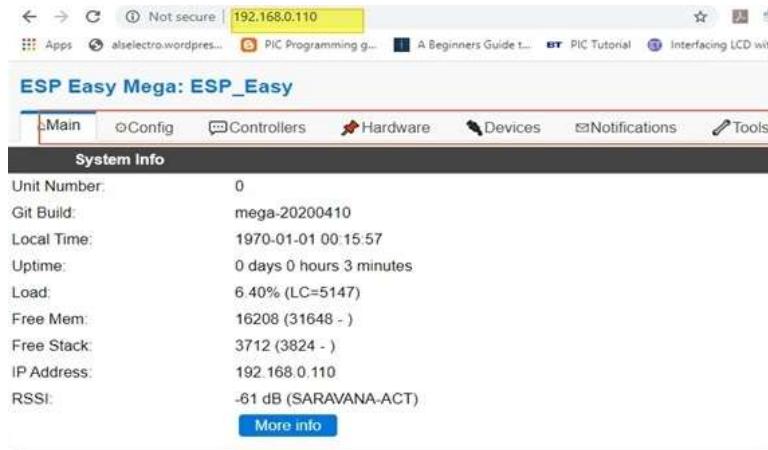 Not secure | 192.168.0.110
Apps alselectro.wordpres... PIC Programming g... A Beginners Guide t... BT PIC Tutorial Interfacing LCD wi
ESP Easy Mega: ESP_Easy
Main Config Controllers Hardware Devices Notifications Tools
System Info
Unit Number: 0
Git Build: mega-20200410
Local Time: 1970-01-01 00:15:57
Uptime: 0 days 0 hours 3 minutes
Load: 6.40% (LC=5147)
Free Mem: 16208 (31648 - )
Free Stack: 3712 (3824 - )
IP Address: 192.168.0.110
RSSI: -61 dB (SARAVANA-ACT)
More info